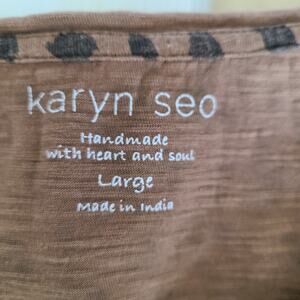 karyn seo
Handmade
with heart and soul
Large
Made in India